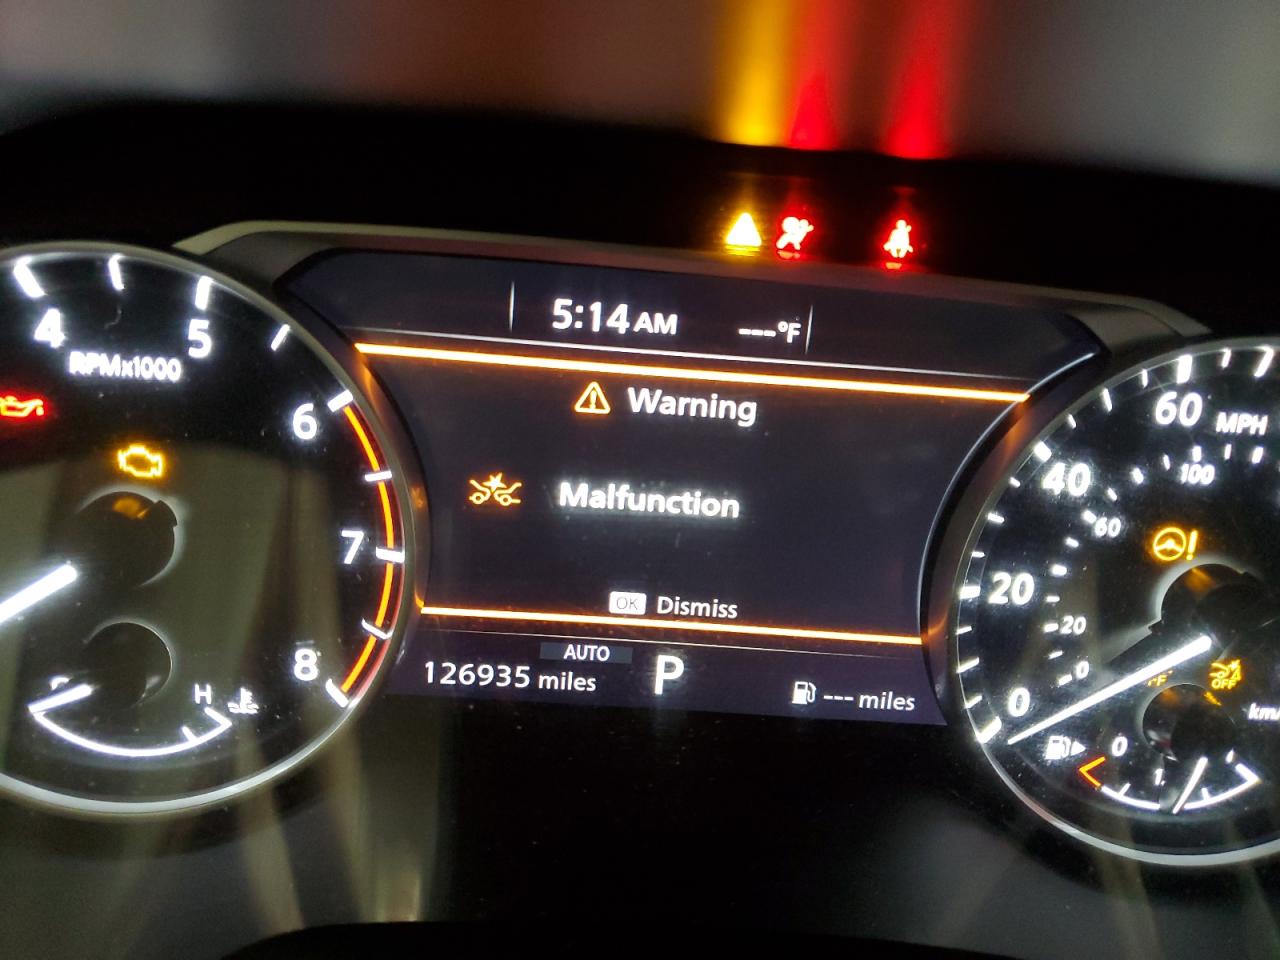 5:14 AM ---°F
4 5 6 7 8
RPMx1000
Warning
Malfunction
OK Dismiss
AUTO
126935 miles P --- miles
H
60 MPH
40
20
0
100
60
20
0
OFF
km/
0